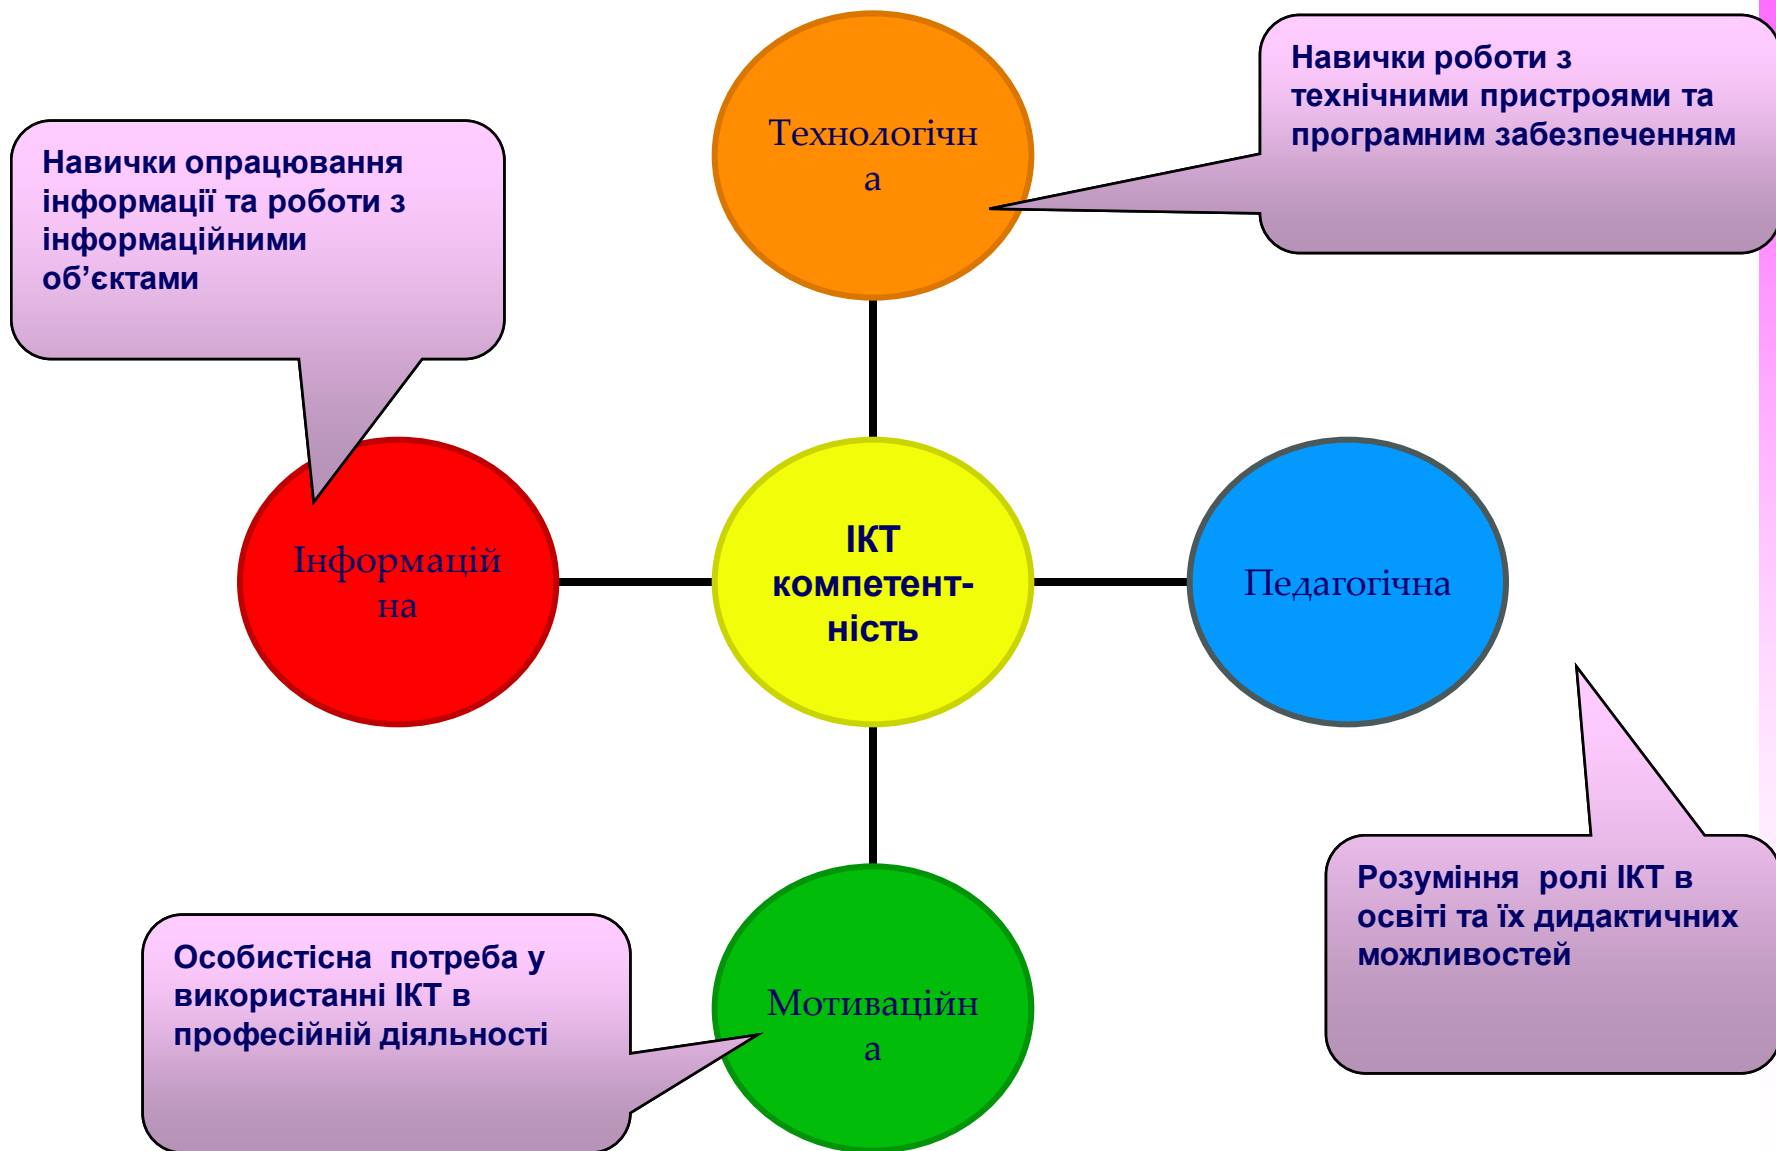 Навички роботи з
технічними пристроями та
програмним забезпеченням
Технологічн
а
Навички опрацювання
інформації та роботи з
інформаційними
об’єктами
Інформацій
на
ІКТ
компетент-
ність
Педагогічна
Розуміння  ролі ІКТ в
освіті та їх дидактичних
можливостей
Особистісна  потреба у
використанні ІКТ в
професійній діяльності
Мотиваційн
а